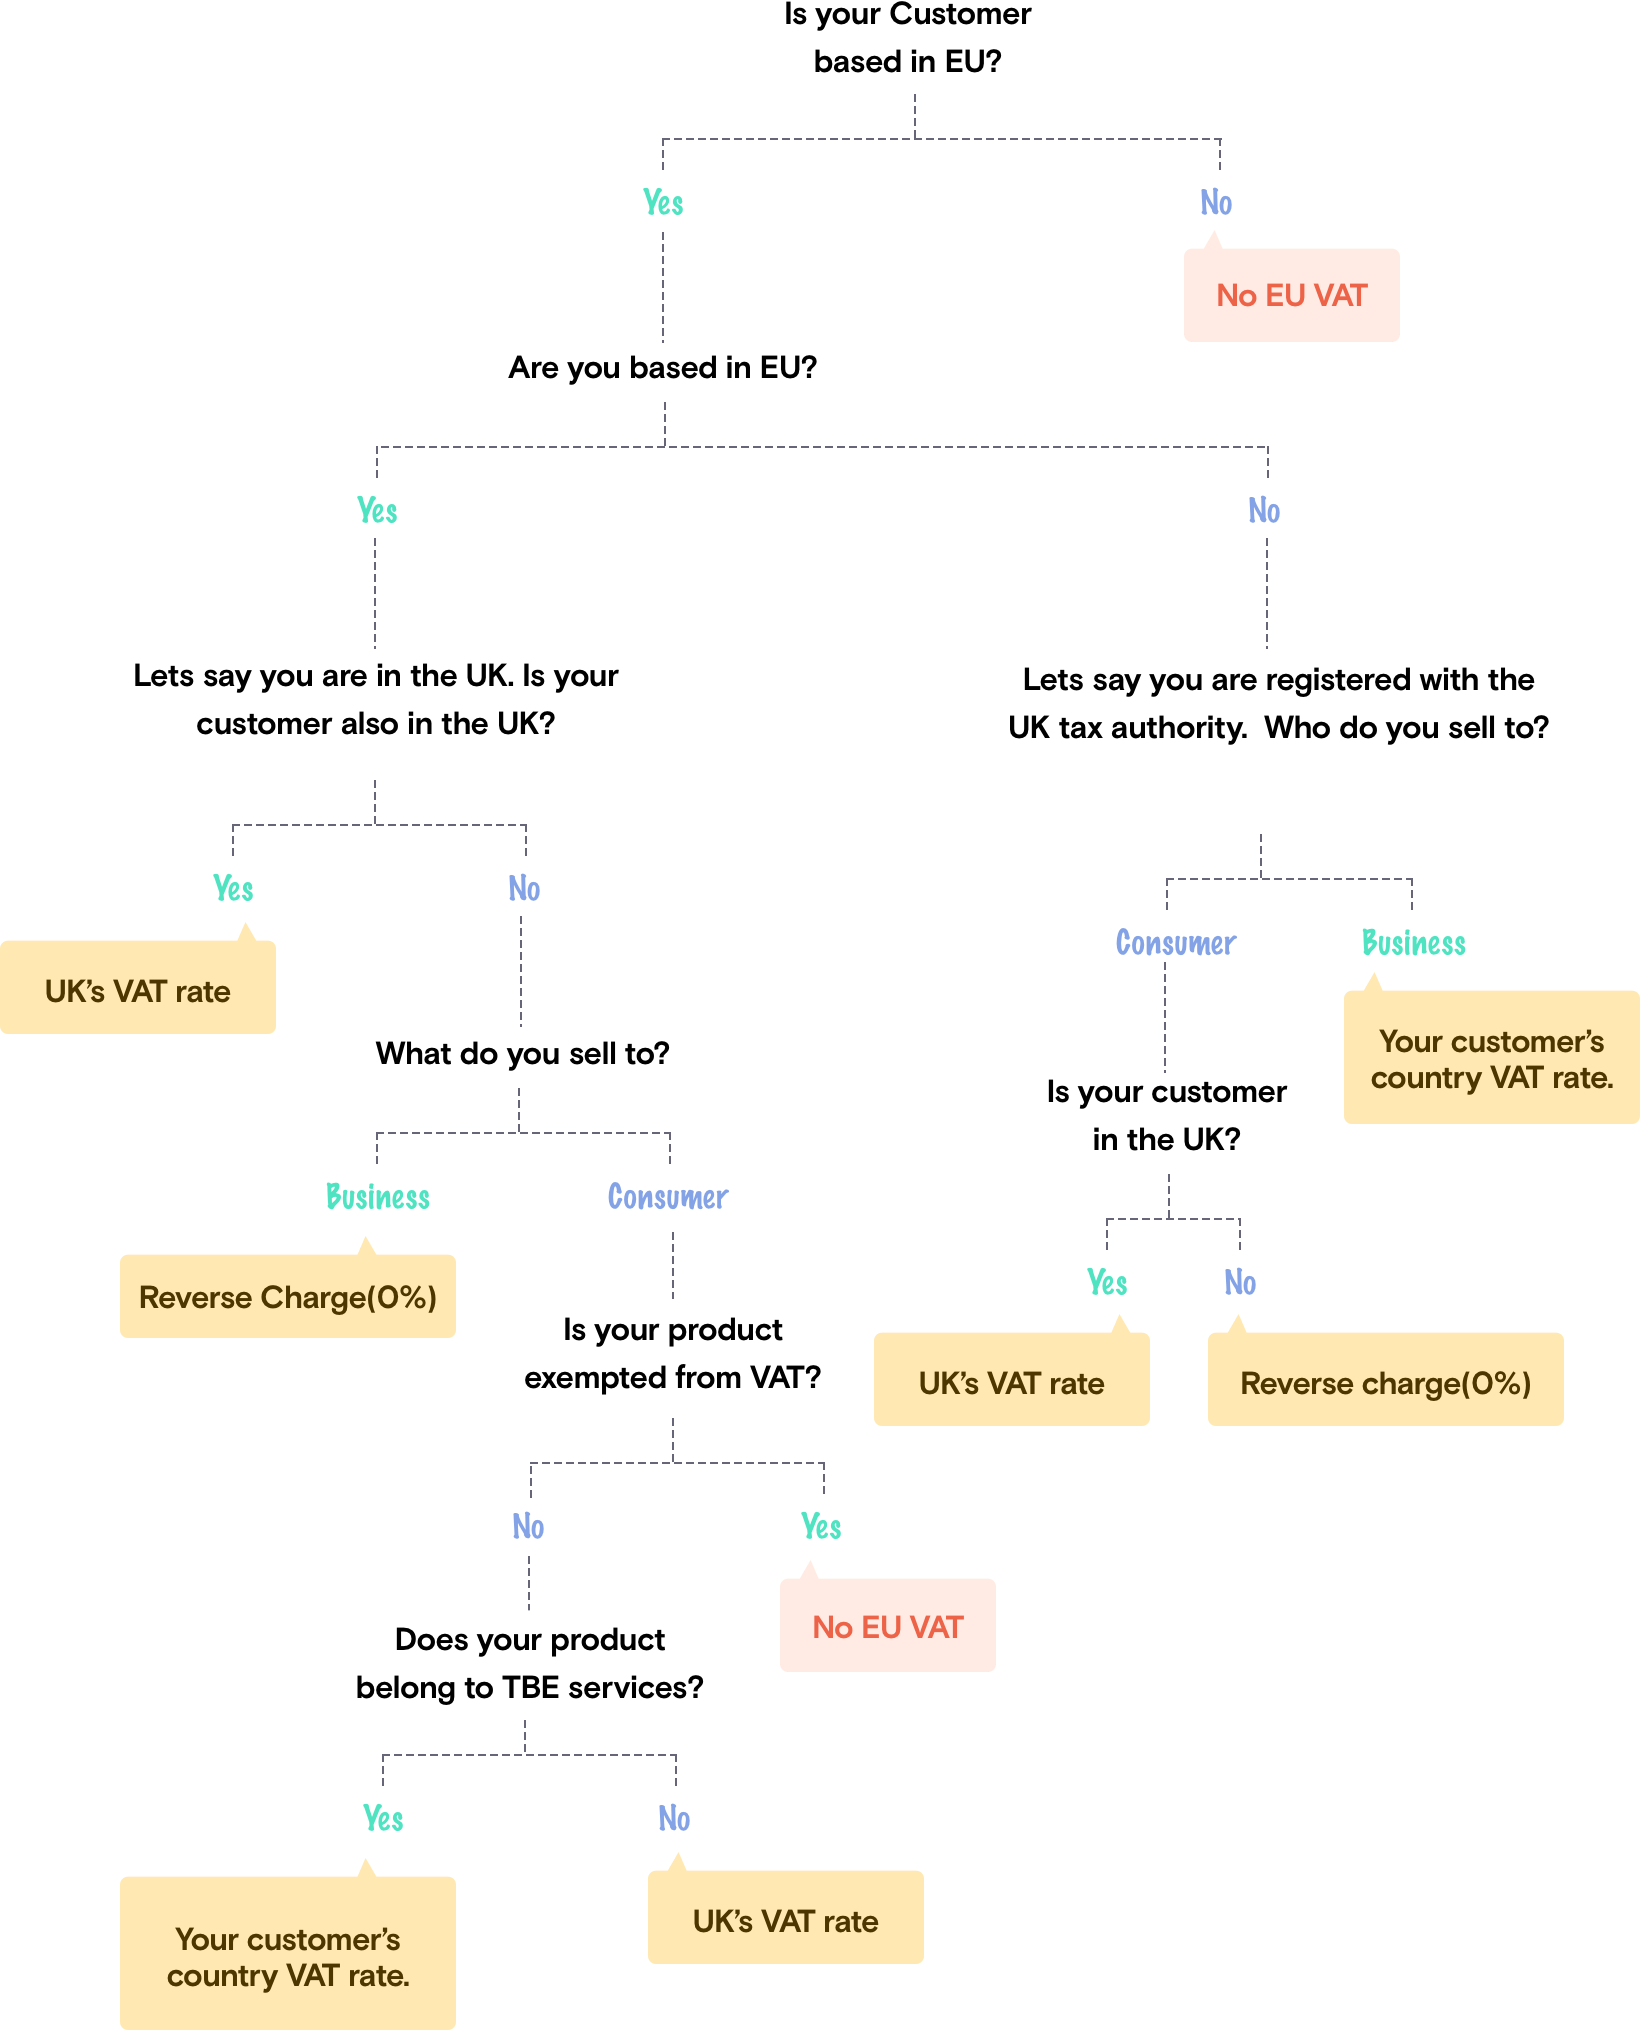 Is your Customer
based in EU?
Yes
No
No EU VAT
Are you based in EU?
Yes
No
Lets say you are in the UK. Is your
customer also in the UK?
Lets say you are registered with the
UK tax authority.  Who do you sell to?
Yes
No
Consumer
Business
UK’s VAT rate
Your customer’s
country VAT rate.
What do you sell to?
Is your customer
in the UK?
Business
Consumer
Yes
No
Reverse Charge(0%)
Is your product
exempted from VAT?
UK’s VAT rate
Reverse charge(0%)
No
Yes
No EU VAT
Does your product
belong to TBE services?
Yes
No
Your customer’s
country VAT rate.
UK’s VAT rate